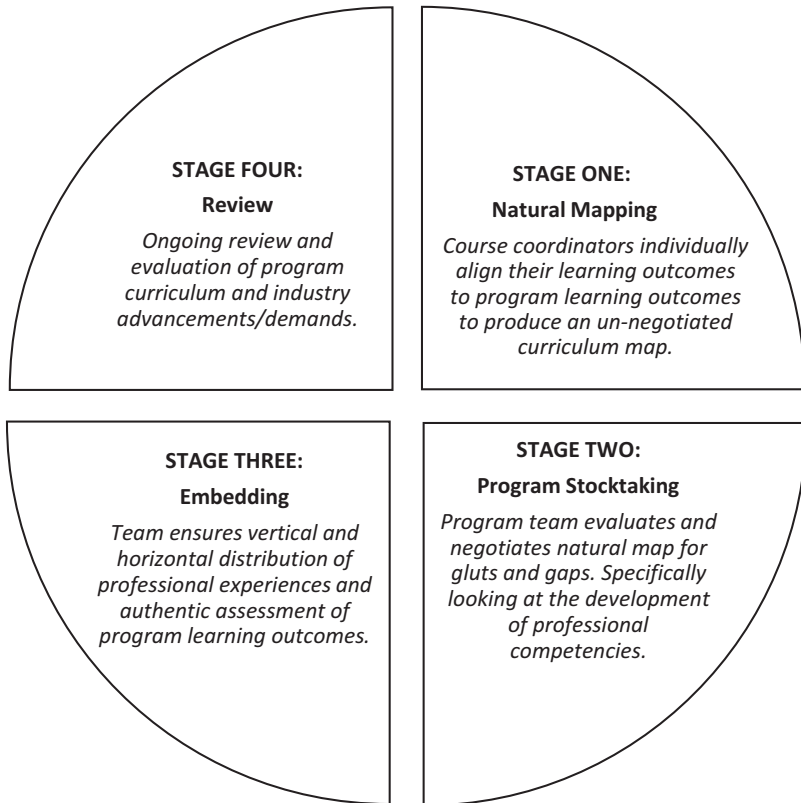 STAGE FOUR:
Review
Ongoing review and
evaluation of program
curriculum and industry
advancements/demands.
STAGE ONE:
Natural Mapping
Course coordinators individually
align their learning outcomes
to program learning outcomes
to produce an un-negotiated
curriculum map.
STAGE THREE:
Embedding
Team ensures vertical and
horizontal distribution of
professional experiences and
authentic assessment of
program learning outcomes.
STAGE TWO:
Program Stocktaking
Program team evaluates and
negotiates natural map for
gluts and gaps. Specifically
looking at the development
of professional
competencies.